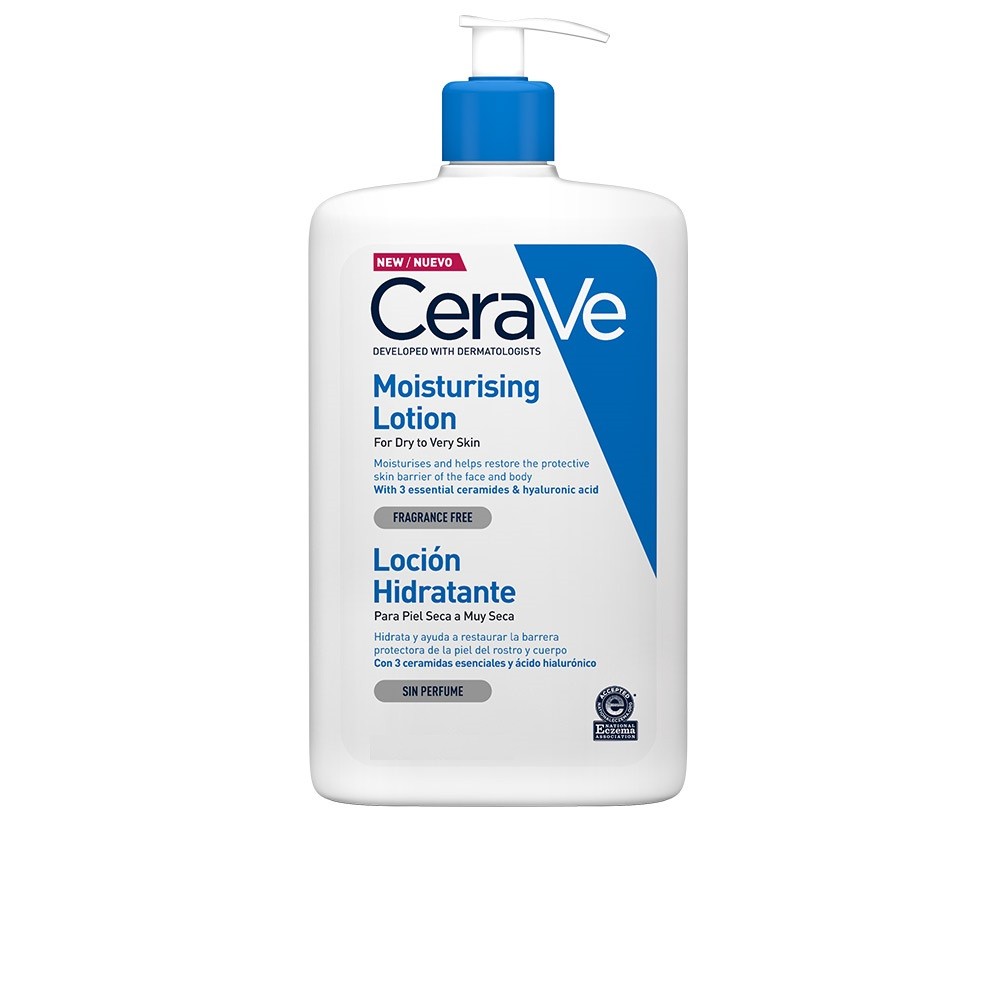 NEW / NUEVO
CeraVe
DEVELOPED WITH DERMATOLOGISTS
Moisturising
Lotion
For Dry to Very Skin
Moisturises and helps restore the protective
skin barrier of the face and body
With 3 essential ceramides & hyaluronic acid
FRAGRANCE FREE
Loción
Hidratante
Para Piel Seca a Muy Seca
Hidrata y ayuda a restaurar la barrera
protectora de la piel del rostro y cuerpo
Con 3 ceramidas esenciales y ácido hialurónico
SIN PERFUME
ACCEPTED
NATIONALECZEMA.ORG
NATIONAL
Eczema
ASSOCIATION